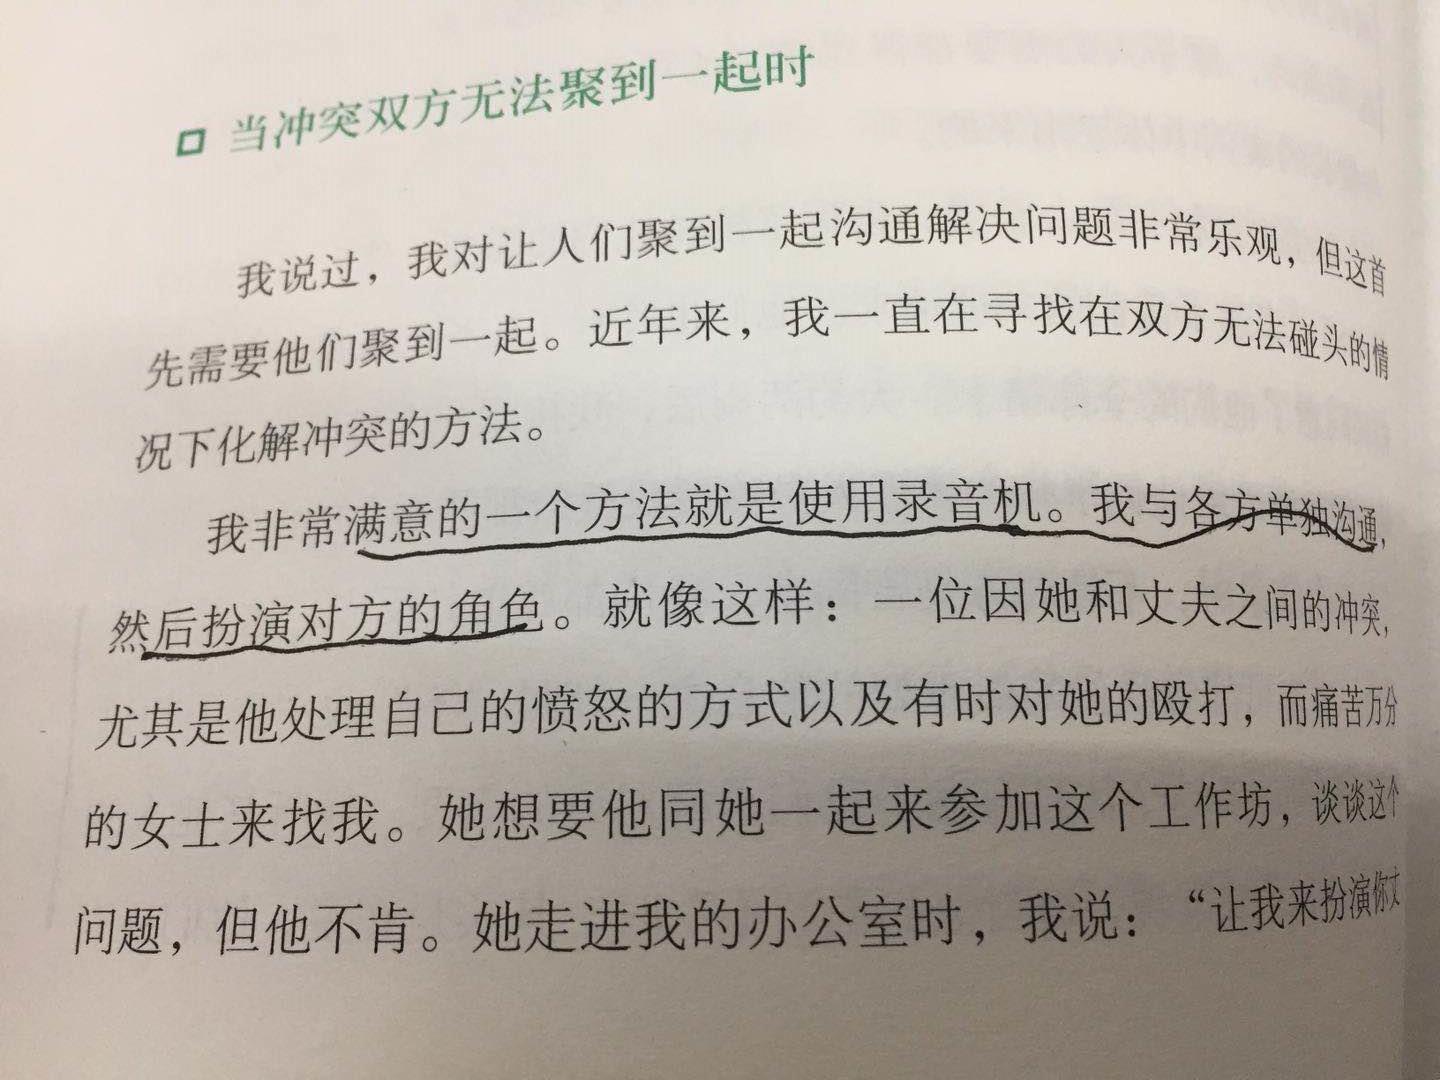 当冲突双方无法聚到一起时
我说过，我对让人们聚到一起沟通解决问题非常乐观，但这首
先需要他们聚到一起。近年来，我一直在寻找在双方无法碰头的情
况下化解冲突的方法。
我非常满意的一个方法就是使用录音机。我与各方单独沟通，
然后扮演对方的角色。就像这样：一位因她和丈夫之间的冲突，
尤其是他处理自己的愤怒的方式以及有时对她的殴打，而痛苦万分
的女士来找我。她想要他同她一起来参加这个工作坊，谈谈这个
问题，但他不肯。她走进我的办公室时，我说：“让我来扮演你丈